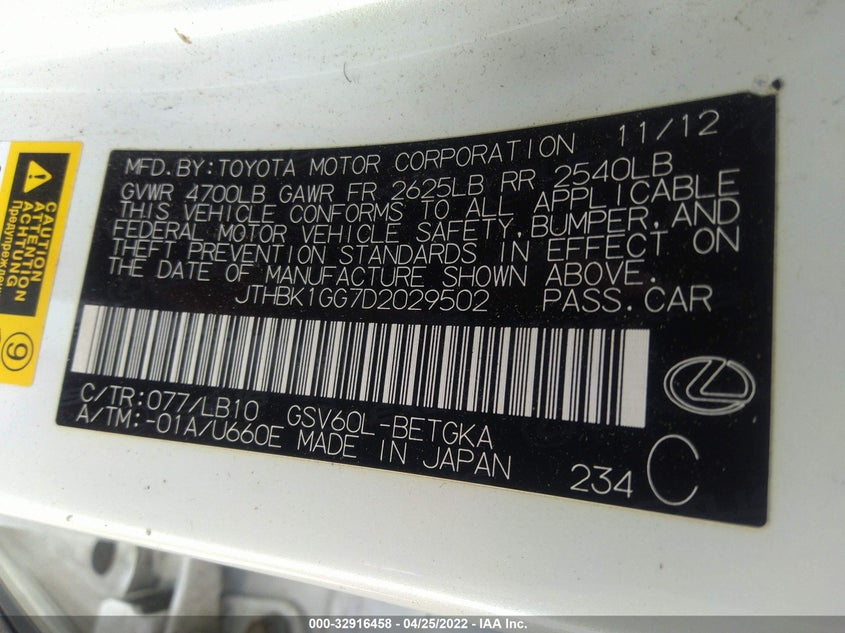 MFD.BY:TOYOTA MOTOR CORPORATION 11/12
GVWR 4700LB GAWR FR 2625LB RR 2540LB
THIS VEHICLE CONFORMS TO ALL APPLICABLE
FEDERAL MOTOR VEHICLE SAFETY,BUMPER,AND
THEFT PREVENTION STANDARDS IN EFFECT ON
THE DATE OF MANUFACTURE SHOWN ABOVE.
JTHBK1GG7D2029502 PASS.CAR
C/TR:077/LB10 GSV60L-BETGKA
A/TM:-01A/U660E MADE IN JAPAN
234 C
CAUTION
ATTENTION
ACHTUNG
9
000-32916458 - 04/25/2022 - IAA Inc.